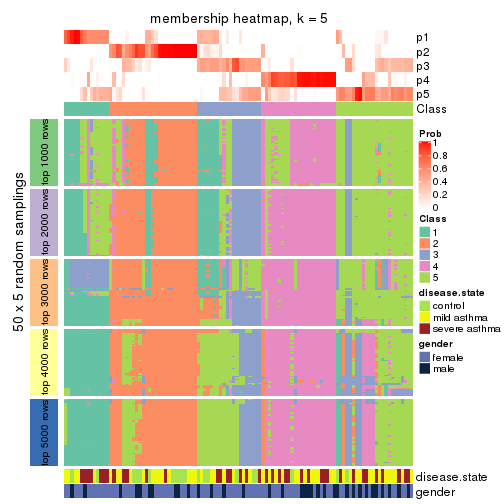 membership heatmap, k = 5
p1
p2
p3
p4
p5
Class
50 x 5 random samplings
top 1000 rows
top 2000 rows
top 3000 rows
top 4000 rows
top 5000 rows
Prob
1
0.8
0.6
0.4
0.2
0
Class
1
2
3
4
5
disease.state
control
mild asthma
severe asthma
gender
female
male
disease.state
gender